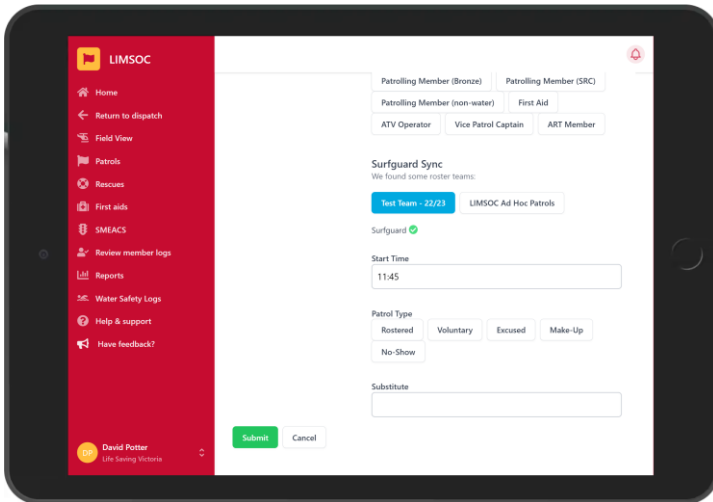 LIMSOC
Home
Return to dispatch
Field View
Patrols
Rescues
First aids
SMEACS
Review member logs
Reports
Water Safety Logs
Help & support
Have feedback?
DP
David Potter
Life Saving Victoria
Patrolling Member (Bronze) Patrolling Member (SRC)
Patrolling Member (non-water) First Aid
ATV Operator Vice Patrol Captain ART Member
Surfguard Sync
We found some roster teams:
Test Team - 22/23 LIMSOC Ad Hoc Patrols
Surfguard
Start Time
11:45
Patrol Type
Rostered Voluntary Excused Make-Up
No-Show
Substitute
Submit Cancel